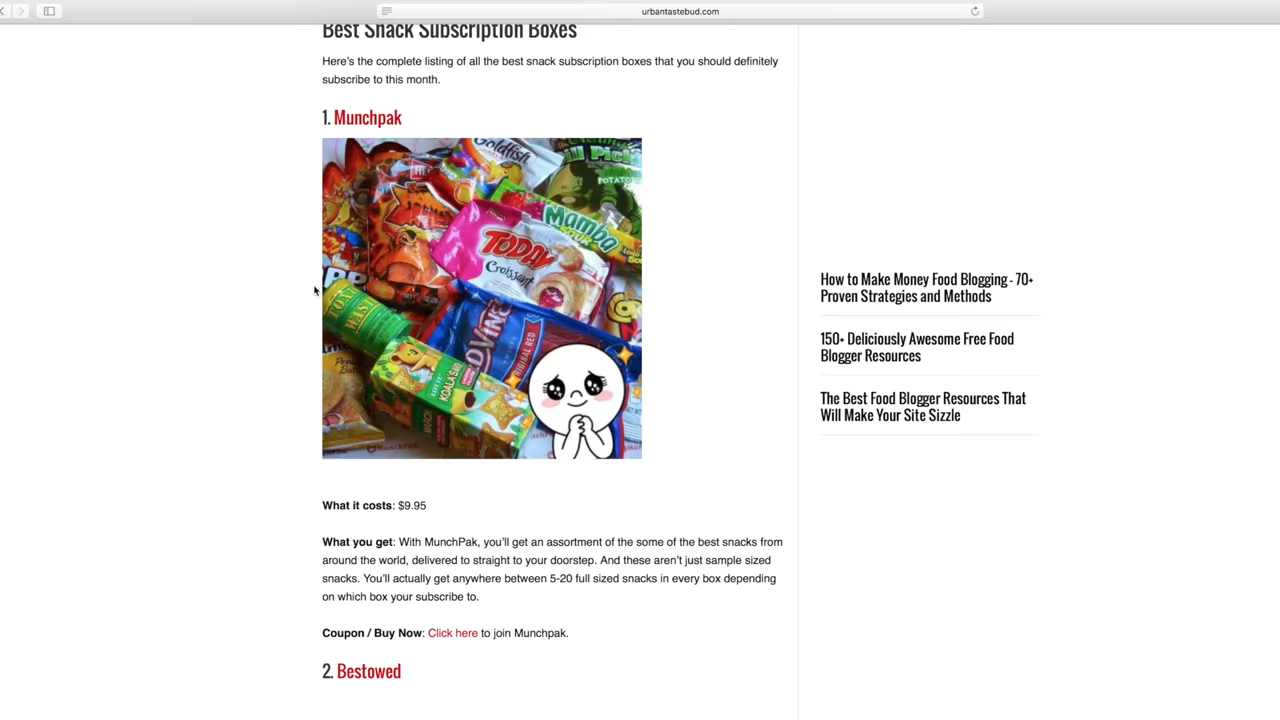 urbantastebud.com
Best Snack Subscription Boxes
Here's the complete listing of all the best snack subscription boxes that you should definitely
subscribe to this month.
1. Munchpak
Goldfish
Mamba
TODAY
Croissant
KOALA'S
MARCH
What it costs: $9.95
What you get: With MunchPak, you'll get an assortment of the some of the best snacks from
around the world, delivered to straight to your doorstep. And these aren't just sample sized
snacks. You'll actually get anywhere between 5-20 full sized snacks in every box depending
on which box your subscribe to.
Coupon / Buy Now: Click here to join Munchpak.
2. Bestowed
How to Make Money Food Blogging - 70+
Proven Strategies and Methods
150+ Deliciously Awesome Free Food
Blogger Resources
The Best Food Blogger Resources That
Will Make Your Site Sizzle